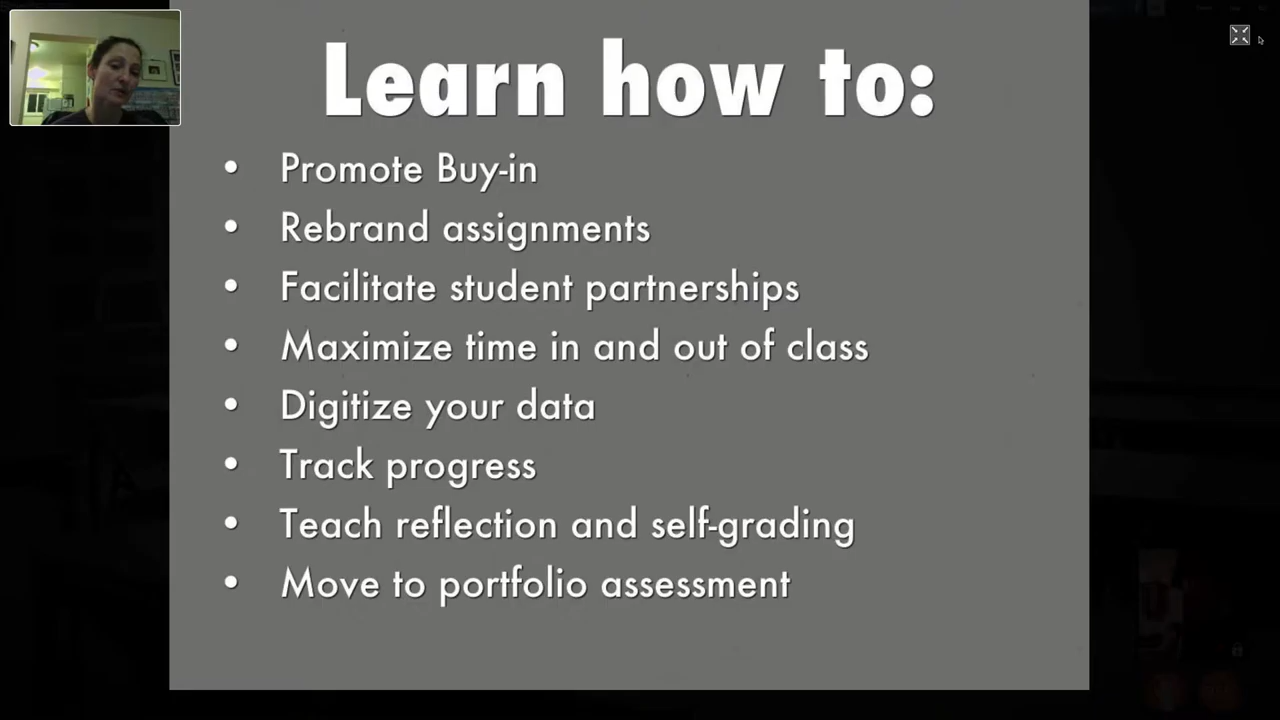 Learn how to:
• Promote Buy-in
• Rebrand assignments
• Facilitate student partnerships
• Maximize time in and out of class
• Digitize your data
• Track progress
• Teach reflection and self-grading
• Move to portfolio assessment